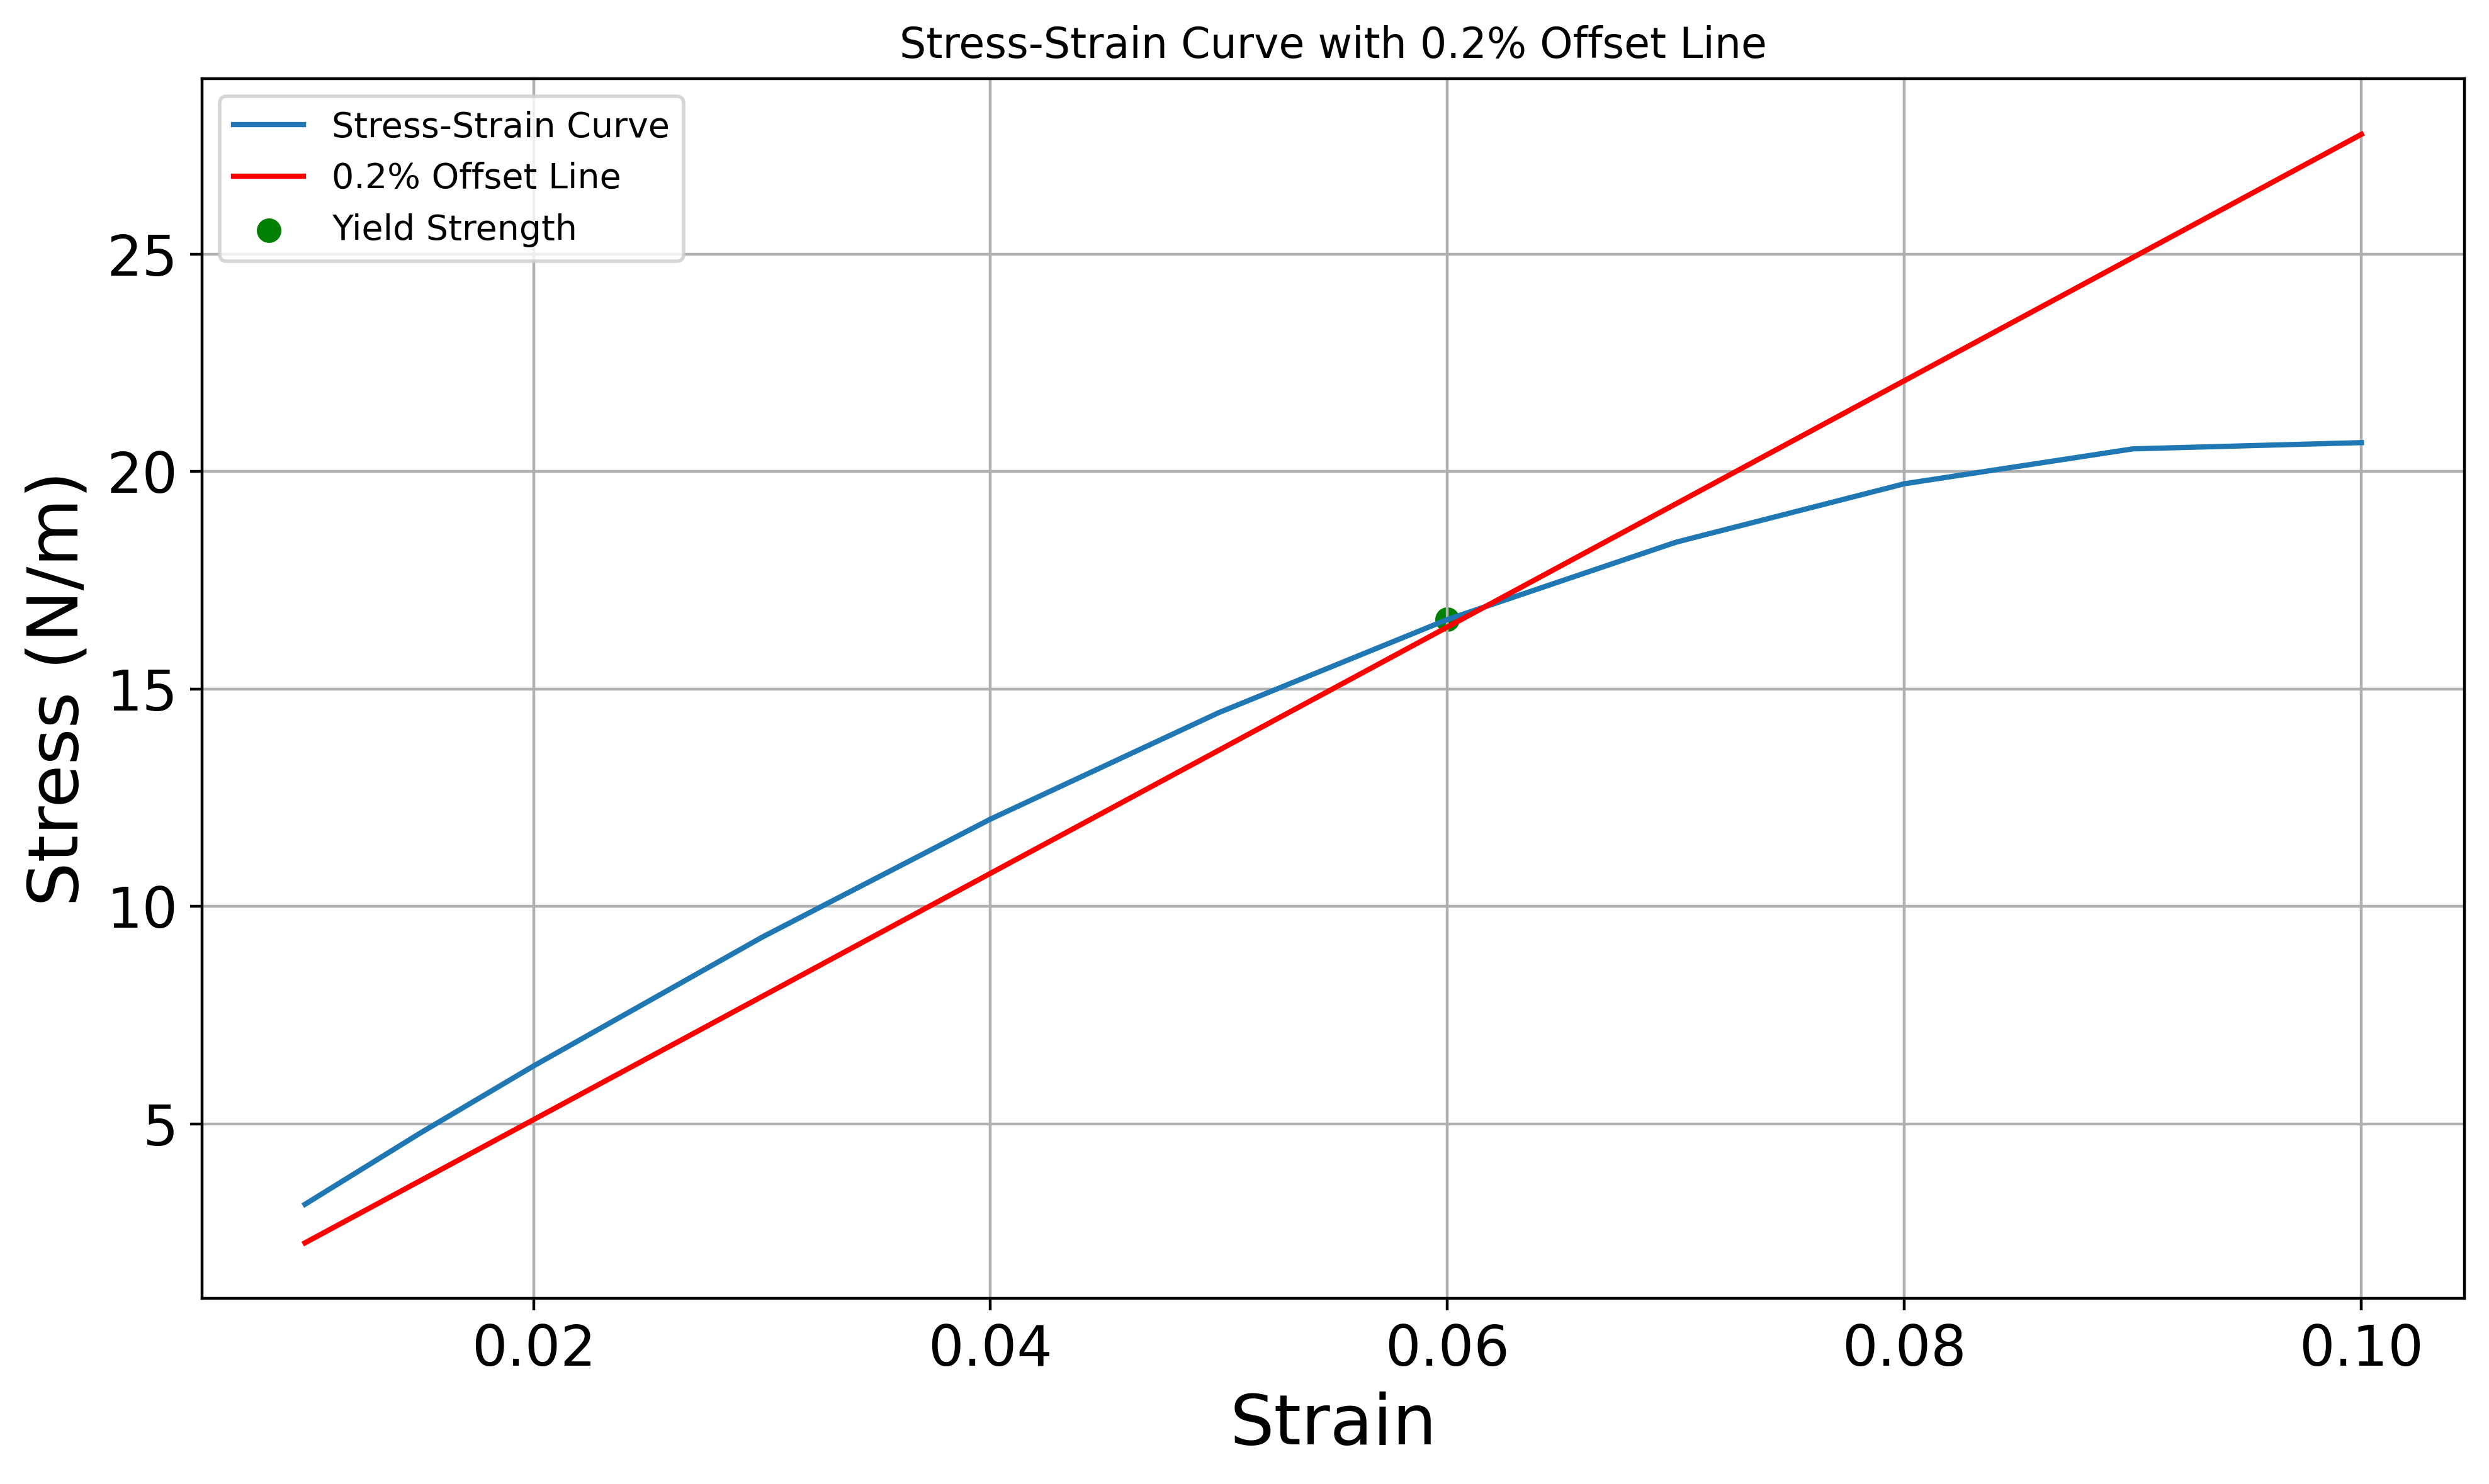 Stress-Strain Curve with 0.2% Offset Line
Stress-Strain Curve
0.2% Offset Line
Yield Strength
Stress (N/m)
25
20
15
10
5
0.02 0.04 0.06 0.08 0.10
Strain